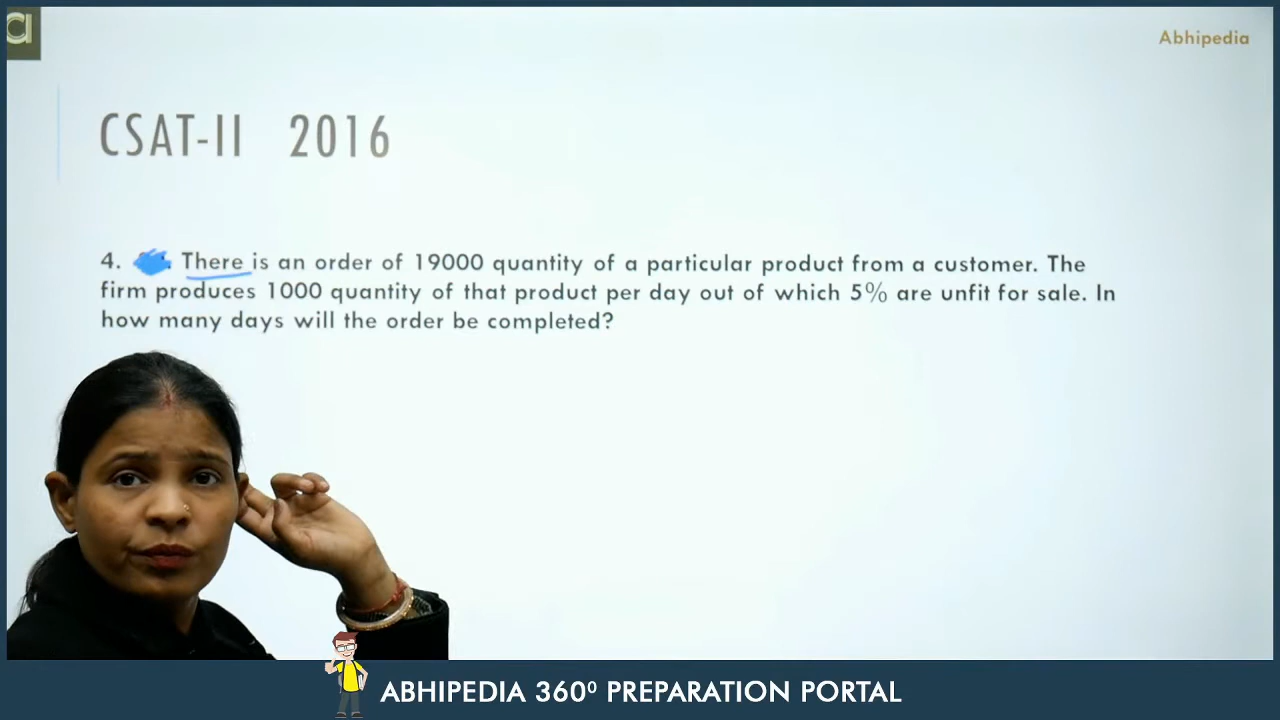 a
Abhipedia
CSAT-II 2016
4. There is an order of 19000 quantity of a particular product from a customer. The
firm produces 1000 quantity of that product per day out of which 5% are unfit for sale. In
how many days will the order be completed?
ABHIPEDIA 360⁰ PREPARATION PORTAL